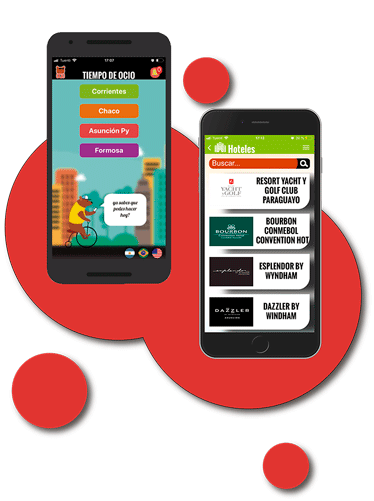 Tuenti
17:07
TIEMPO DE OCIO
Corrientes
Chaco
Asunción Py
Formosa
ya sabes que
podes hacer
hoy?
17:13
Hoteles
Buscar...
RESORT YACHT Y
GOLF CLUB
PARAGUAYO
YACHT
GOLF
BOURBON
CONMEBOL
CONVENTION HOT
BOURBON
ESPLENDOR BY
WYNDHAM
esplendor
DAZZLER BY
WINDHAM
DAZZLER